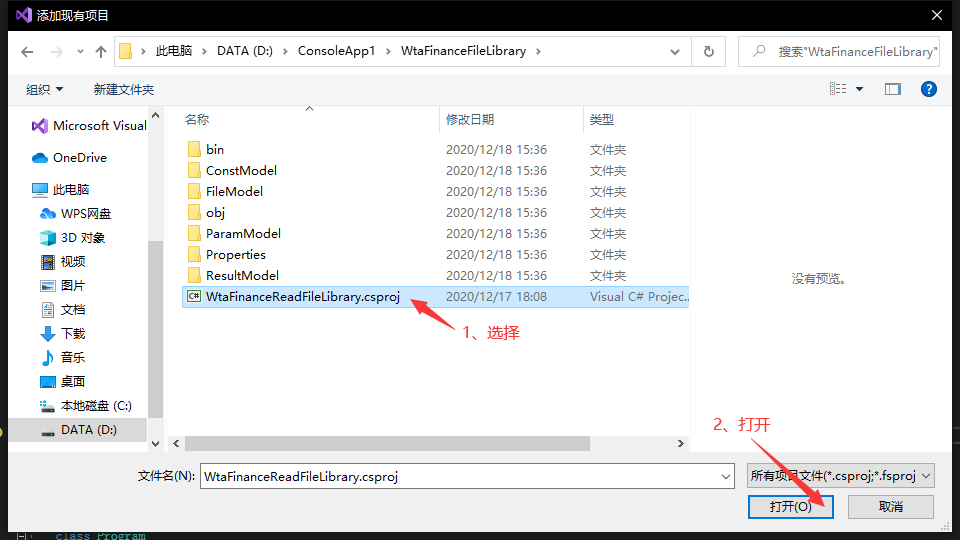 添加现有项目
此电脑 DATA (D:) ConsoleApp1 WtaFinanceFileLibrary
搜索"WtaFinanceFileLibrary"
组织 新建文件夹
名称 修改日期 类型
Microsoft Visual
OneDrive
此电脑
WPS网盘
3D 对象
视频
图片
文档
下载
音乐
桌面
本地磁盘 (C:)
DATA (D:)
bin 2020/12/18 15:36 文件夹
ConstModel 2020/12/18 15:36 文件夹
FileModel 2020/12/18 15:36 文件夹
obj 2020/12/18 15:36 文件夹
ParamModel 2020/12/18 15:36 文件夹
Properties 2020/12/18 15:36 文件夹
ResultModel 2020/12/18 15:36 文件夹
C# WtaFinanceReadFileLibrary.csproj 2020/12/17 18:08 Visual C# Projec...
1、选择
没有预览。
2、打开
文件名(N): WtaFinanceReadFileLibrary.csproj
所有项目文件(*.csproj;*.fsproj
打开(O) 取消
class Program